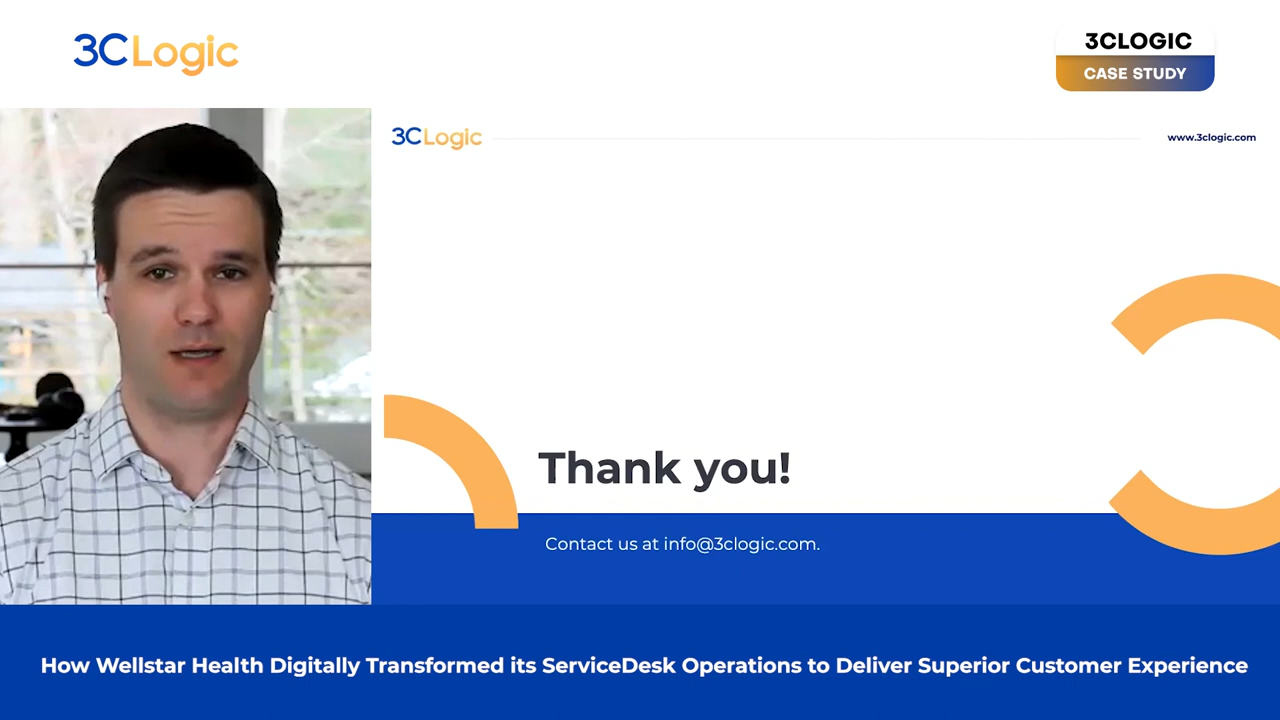 3CLogic
3CLOGIC
CASE STUDY
3CLogic
www.3clogic.com
Thank you!
Contact us at info@3clogic.com.
How Wellstar Health Digitally Transformed its ServiceDesk Operations to Deliver Superior Customer Experience